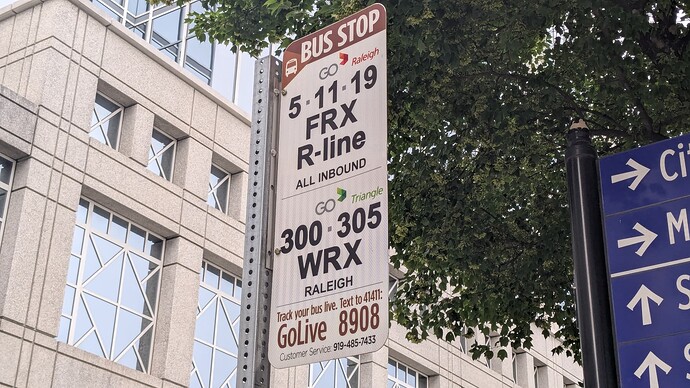 BUS STOP
GO Raleigh
5 · 11 · 19
FRX
R-line
ALL INBOUND
GO Triangle
300 · 305
WRX
RALEIGH
Track your bus live. Text to 41411:
GoLive 8908
Customer Service: 919-485-7433